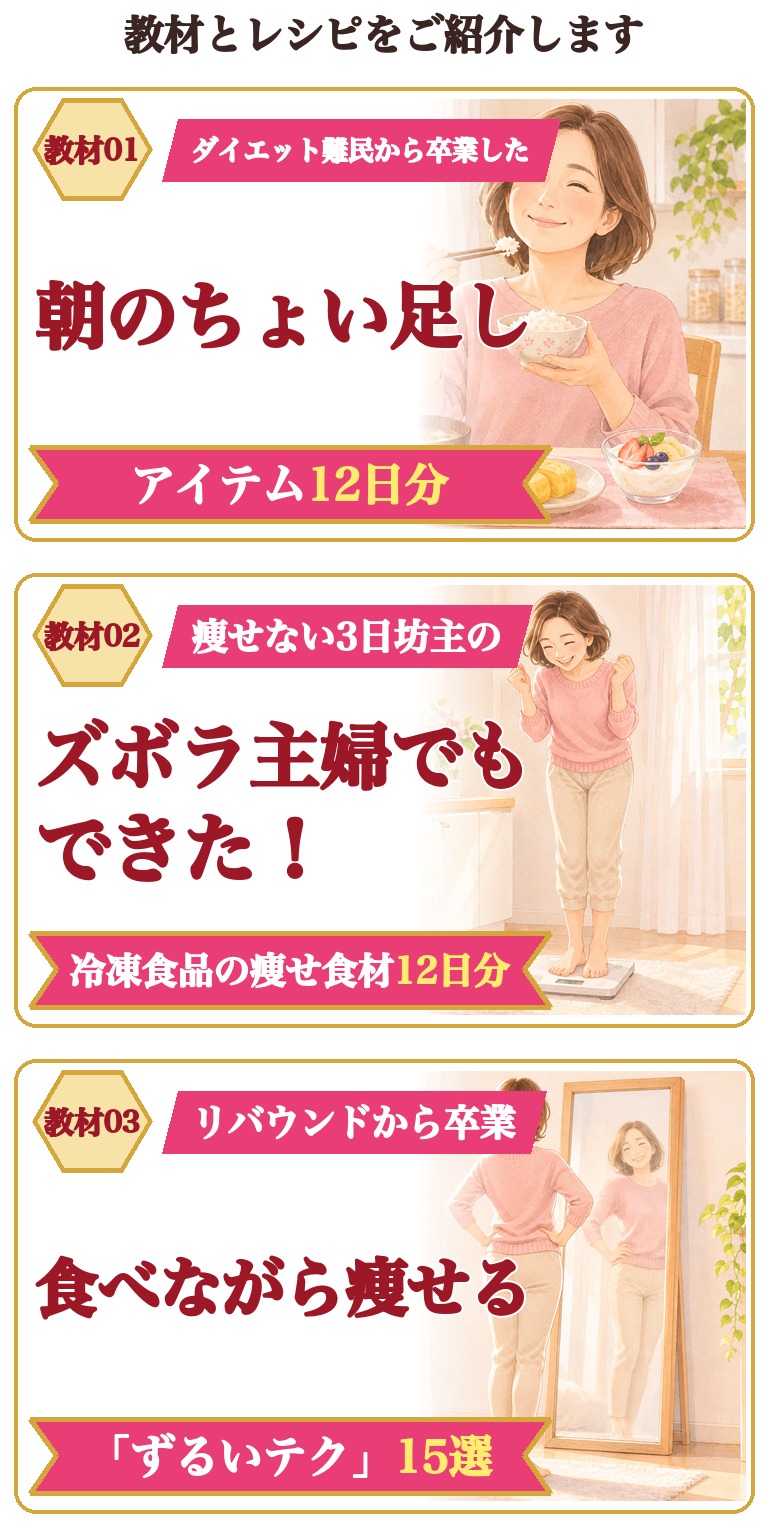 教材とレシピをご紹介します
教材01
ダイエット難民から卒業した
朝のちょい足し
アイテム12日分
教材02
痩せない3日坊主の
ズボラ主婦でも
できた！
冷凍食品の痩せ食材12日分
教材03
リバウンドから卒業
食べながら痩せる
「ずるいテク」15選